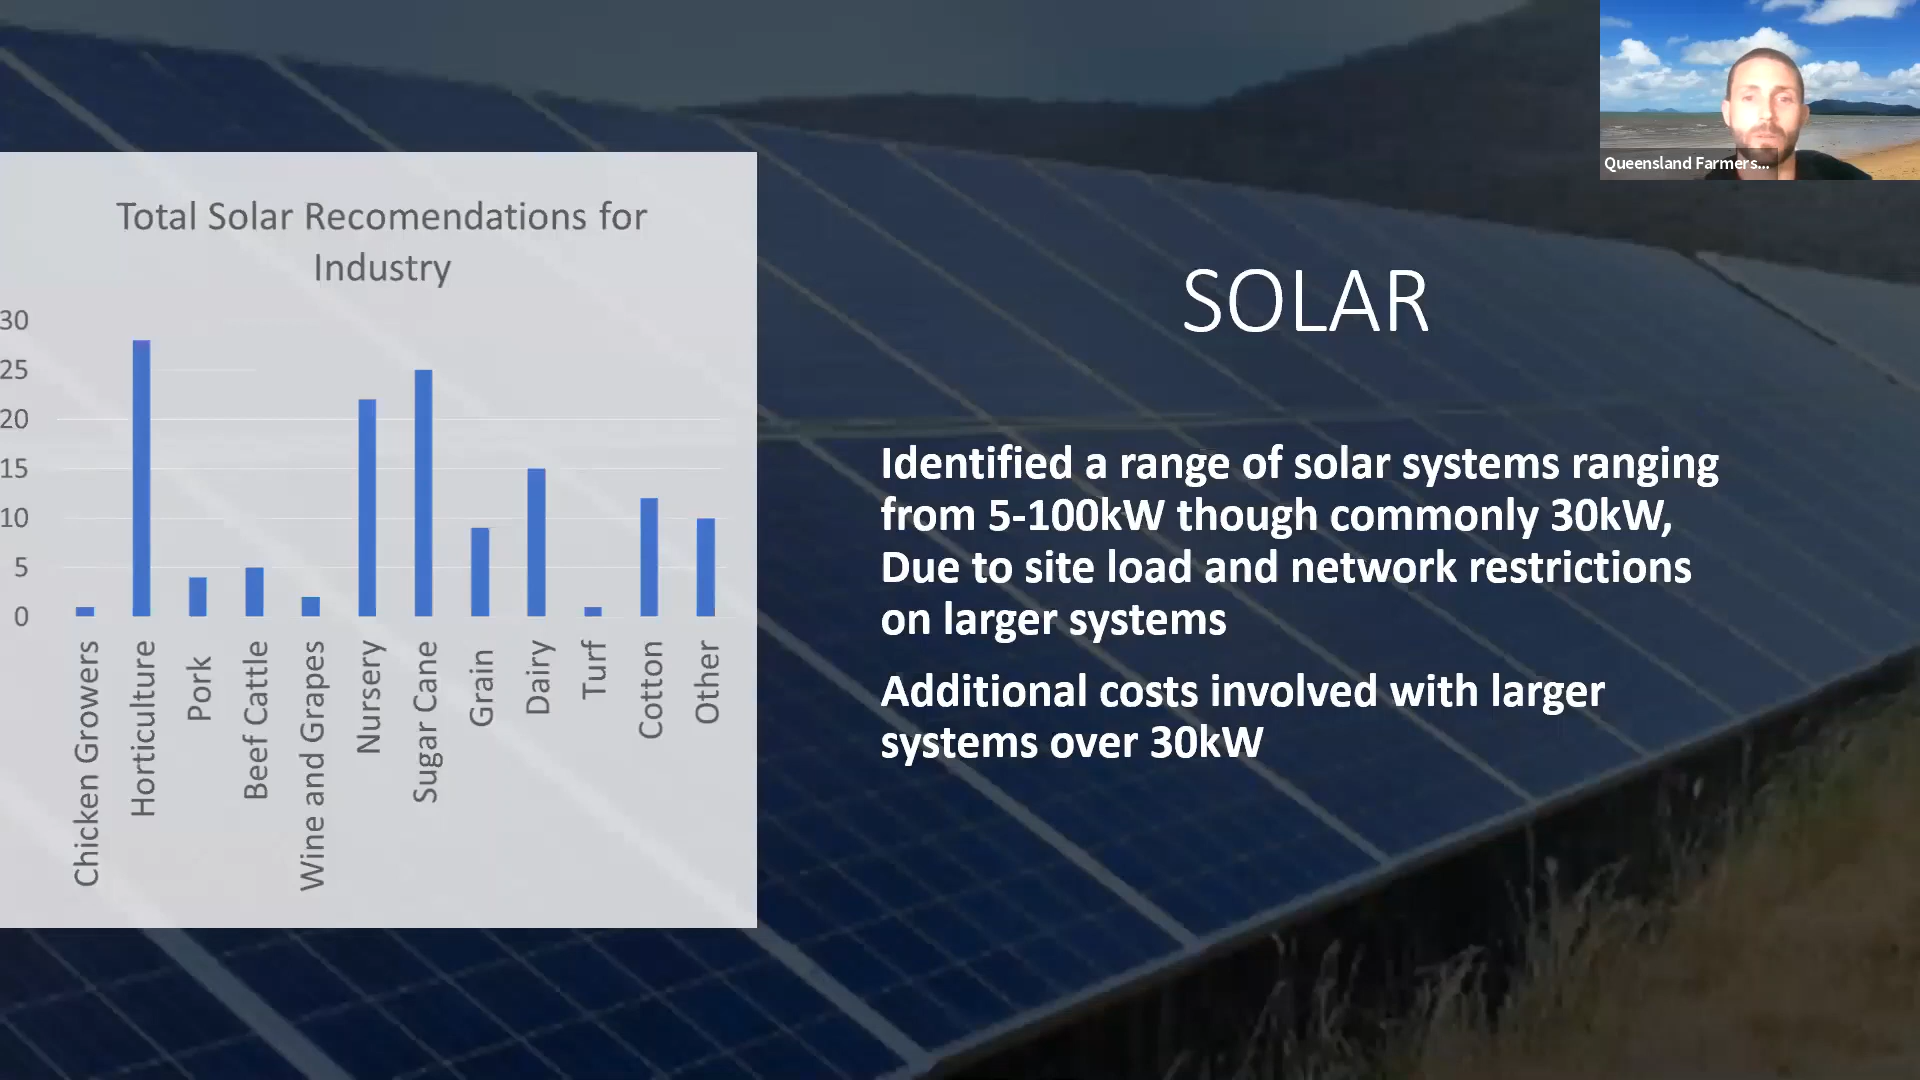 Queensland Farmers...
Total Solar Recomendations for
Industry
30
25
20
15
10
5
0
Chicken Growers
Horticulture
Pork
Beef Cattle
Wine and Grapes
Nursery
Sugar Cane
Grain
Dairy
Turf
Cotton
Other
SOLAR
Identified a range of solar systems ranging
from 5-100kW though commonly 30kW,
Due to site load and network restrictions
on larger systems
Additional costs involved with larger
systems over 30kW